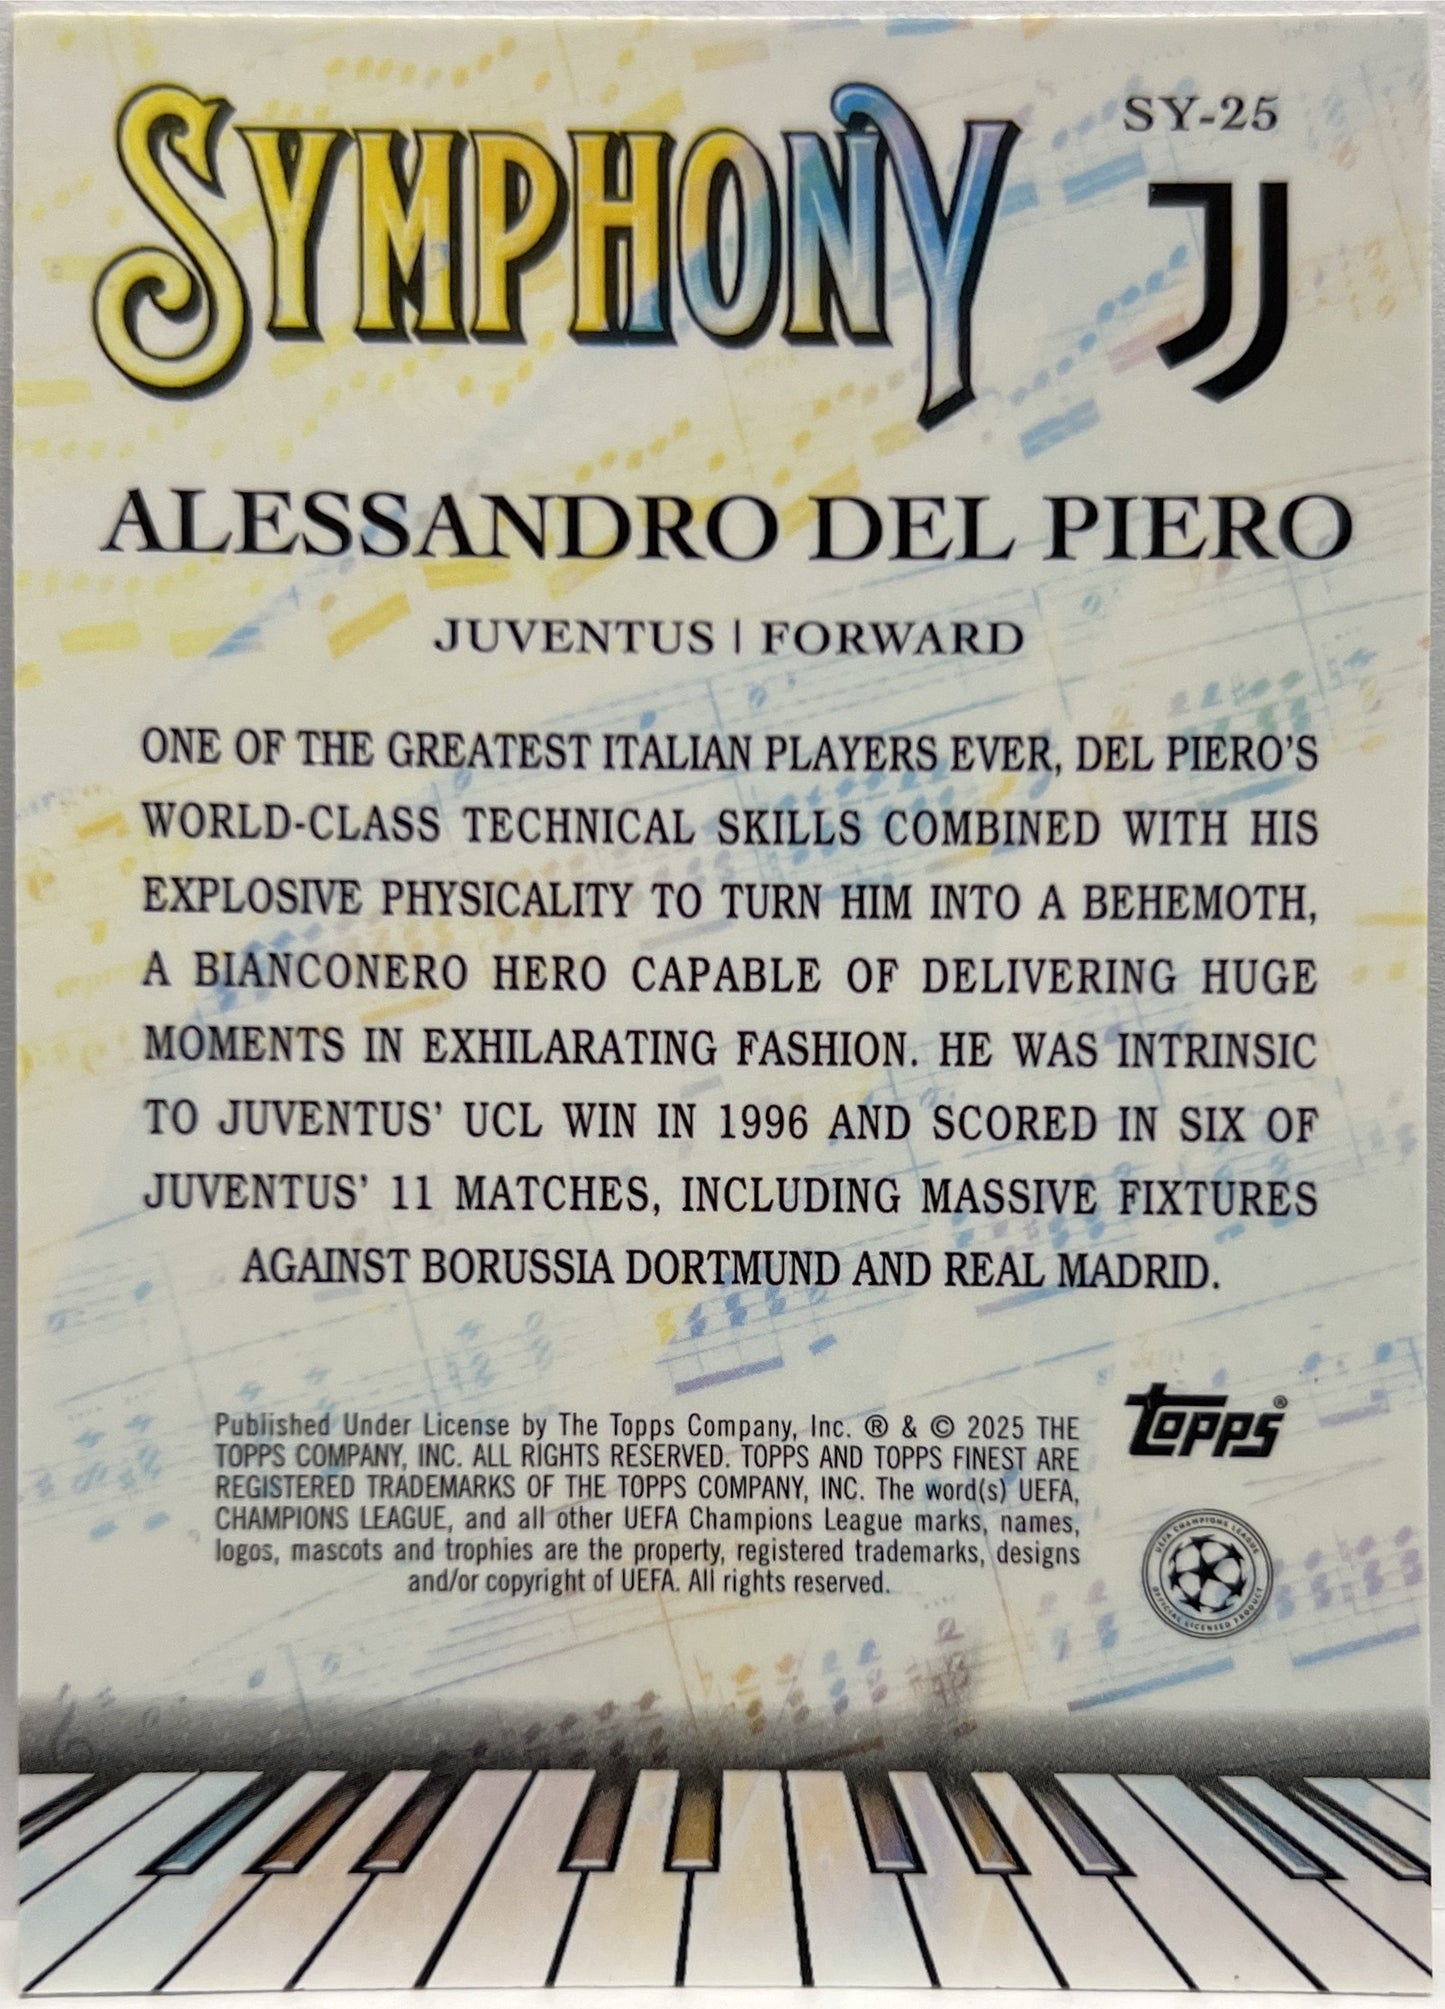 SYMPHONY
SY-25
ALESSANDRO DEL PIERO
JUVENTUS | FORWARD
ONE OF THE GREATEST ITALIAN PLAYERS EVER, DEL PIERO'S
WORLD-CLASS TECHNICAL SKILLS COMBINED WITH HIS
EXPLOSIVE PHYSICALITY TO TURN HIM INTO A BEHEMOTH,
A BIANCONERO HERO CAPABLE OF DELIVERING HUGE
MOMENTS IN EXHILARATING FASHION. HE WAS INTRINSIC
TO JUVENTUS' UCL WIN IN 1996 AND SCORED IN SIX OF
JUVENTUS' 11 MATCHES, INCLUDING MASSIVE FIXTURES
AGAINST BORUSSIA DORTMUND AND REAL MADRID.
Published Under License by The Topps Company, Inc. ® & © 2025 THE
TOPPS COMPANY, INC. ALL RIGHTS RESERVED. TOPPS AND TOPPS FINEST ARE
REGISTERED TRADEMARKS OF THE TOPPS COMPANY, INC. The word(s) UEFA,
CHAMPIONS LEAGUE, and all other UEFA Champions League marks, names,
logos, mascots and trophies are the property, registered trademarks, designs
and/or copyright of UEFA. All rights reserved.
topps®
UEFA CHAMPIONS LEAGUE
OFFICIAL LICENSED PRODUCT